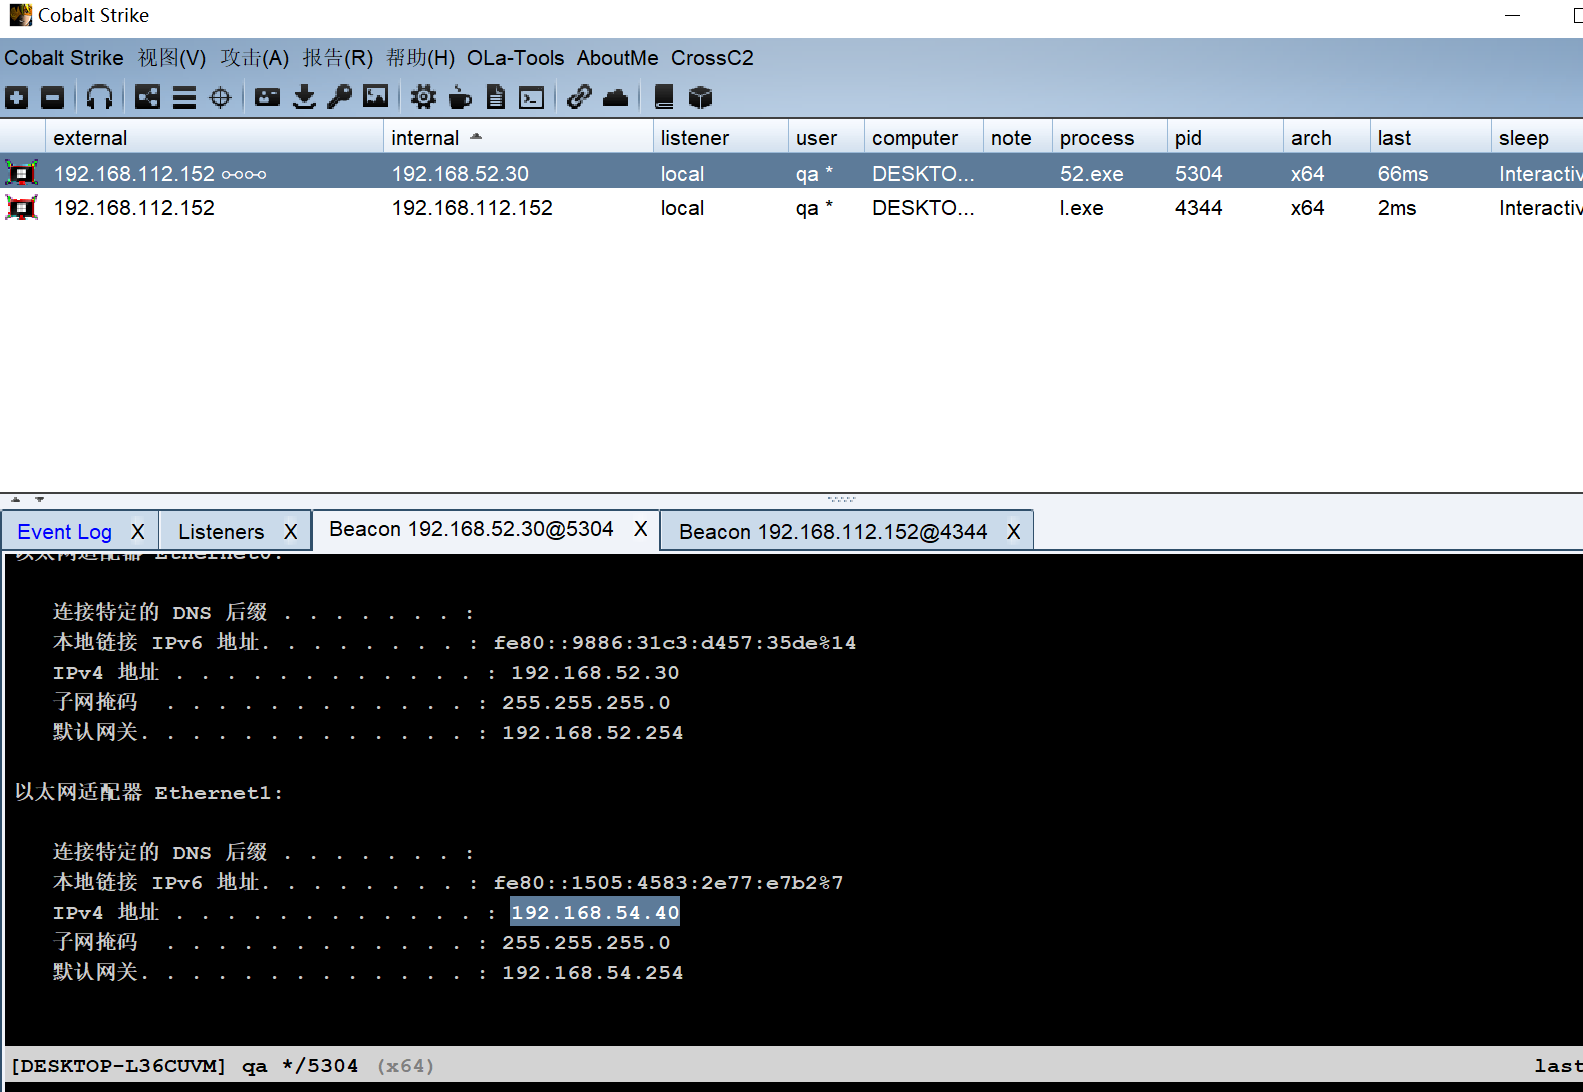 Cobalt Strike
Cobalt Strike 视图(V) 攻击(A) 报告(R) 帮助(H) OLa-Tools AboutMe CrossC2
external internal listener user computer note process pid arch last sleep
192.168.112.152 192.168.52.30 local qa * DESKTO... 52.exe 5304 x64 66ms Interactiv
192.168.112.152 192.168.112.152 local qa * DESKTO... l.exe 4344 x64 2ms Interactiv
Event Log X Listeners X Beacon 192.168.52.30@5304 X Beacon 192.168.112.152@4344 X
以太网适配器 Ethernet0:
连接特定的 DNS 后缀 . . . . . . . :
本地链接 IPv6 地址. . . . . . . . : fe80::9886:31c3:d457:35de%14
IPv4 地址 . . . . . . . . . . . . : 192.168.52.30
子网掩码 . . . . . . . . . . . . : 255.255.255.0
默认网关. . . . . . . . . . . . . : 192.168.52.254
以太网适配器 Ethernet1:
连接特定的 DNS 后缀 . . . . . . . :
本地链接 IPv6 地址. . . . . . . . : fe80::1505:4583:2e77:e7b2%7
IPv4 地址 . . . . . . . . . . . . : 192.168.54.40
子网掩码 . . . . . . . . . . . . : 255.255.255.0
默认网关. . . . . . . . . . . . . : 192.168.54.254
[DESKTOP-L36CUVM] qa */5304 (x64) last